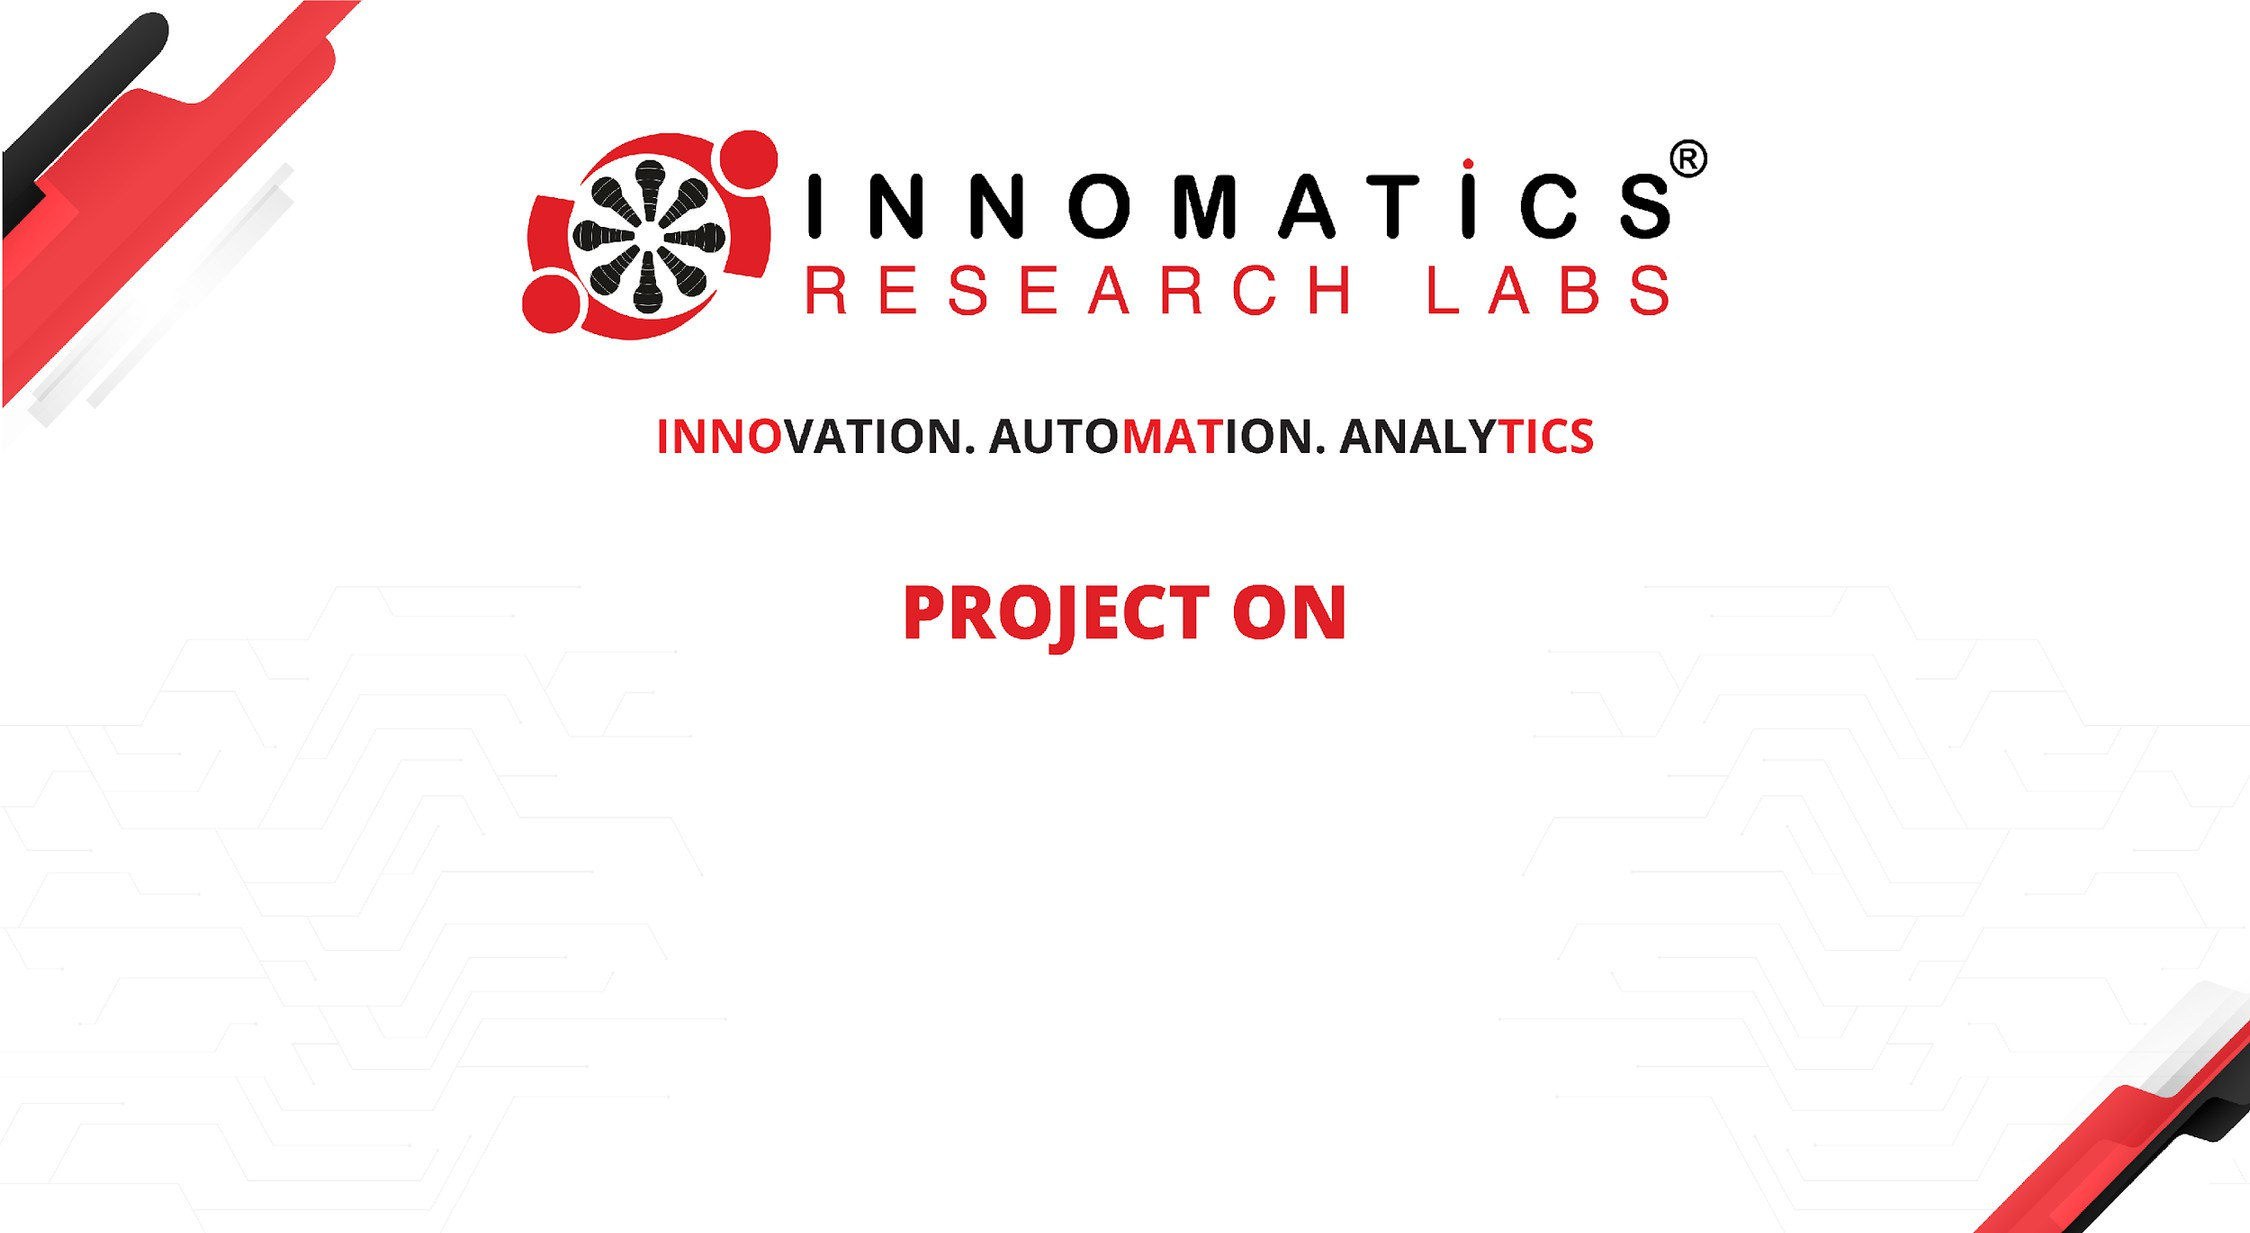 INNOMATICS®
RESEARCH LABS
INNOVATION. AUTOMATION. ANALYTICS
PROJECT ON